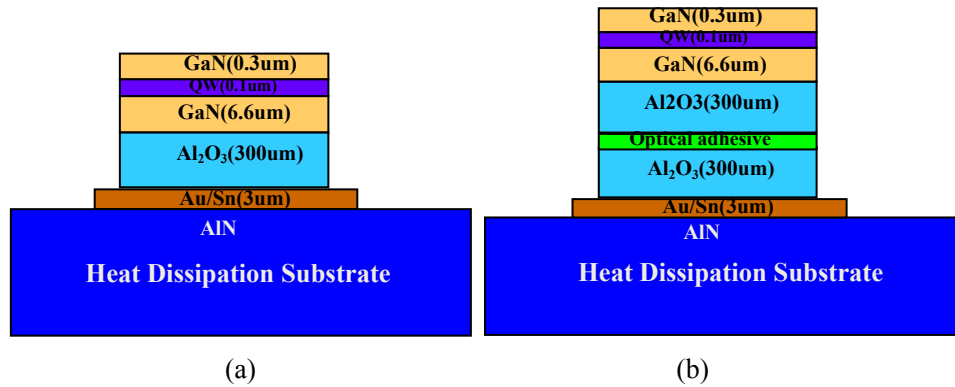 GaN(0.3um)
QW(0.1um)
GaN(6.6um)
Al₂O₃(300um)
Au/Sn(3um)
AlN
Heat Dissipation Substrate
(a)
GaN(0.3um)
QW(0.1um)
GaN(6.6um)
Al2O3(300um)
Optical adhesive
Al₂O₃(300um)
Au/Sn(3um)
AlN
Heat Dissipation Substrate
(b)